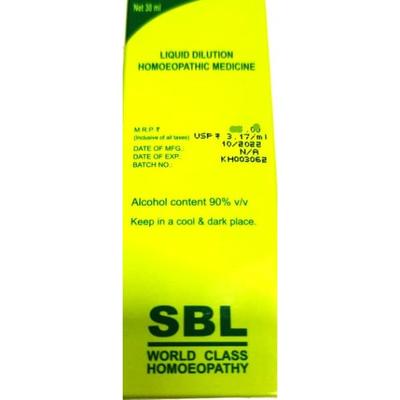 Net 30 ml
LIQUID DILUTION
HOMOEOPATHIC MEDICINE
M.R.P ₹ .00
(Inclusive of all taxes) USP ₹ 3.17/ml
DATE OF MFG.: 10/2022
DATE OF EXP.: N/A
BATCH NO.: KH003062
Alcohol content 90% v/v
Keep in a cool & dark place.
SBL
WORLD CLASS
HOMOEOPATHY